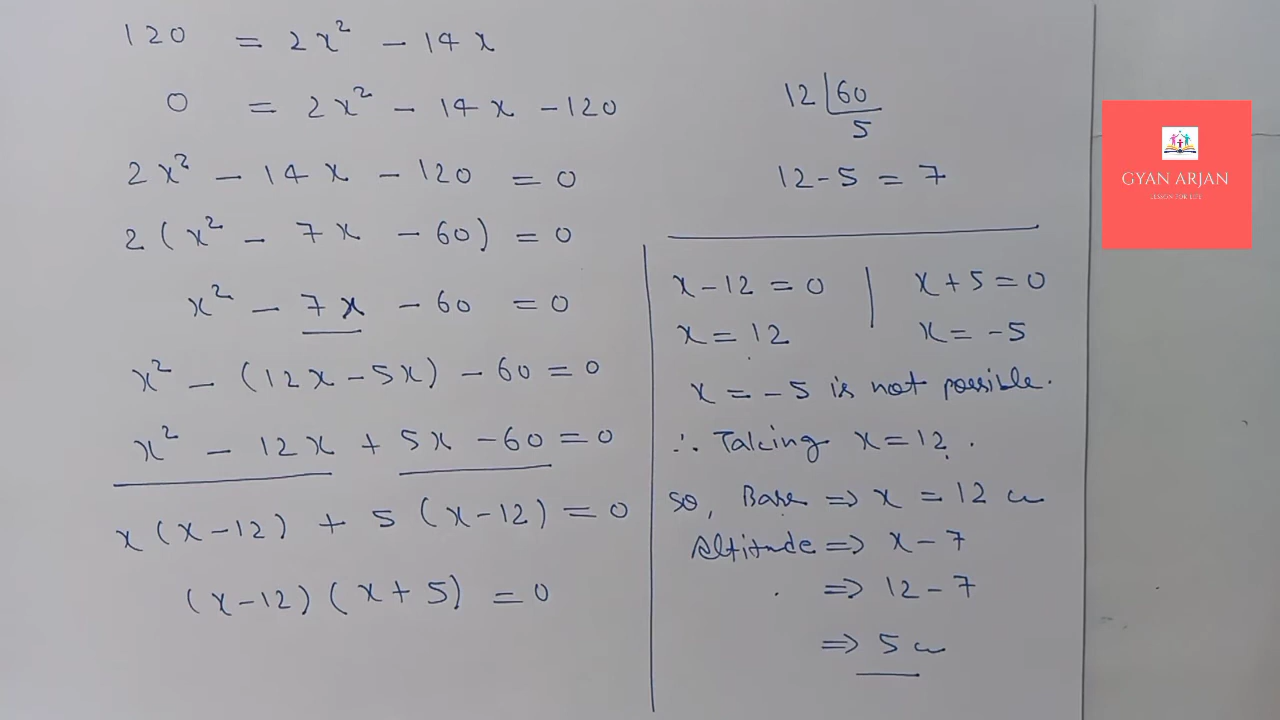 120 = 2x² - 14x
0 = 2x² - 14x - 120
2x² - 14x - 120 = 0
2(x² - 7x - 60) = 0
x² - 7x - 60 = 0
x² - (12x - 5x) - 60 = 0
x² - 12x + 5x - 60 = 0
x(x - 12) + 5(x - 12) = 0
(x - 12)(x + 5) = 0
12|60
5
12 - 5 = 7
x - 12 = 0 | x + 5 = 0
x = 12 x = -5
x = -5 is not possible.
∴ Taking x = 12.
So, Base ⇒ x = 12 cm
Altitude ⇒ x - 7
⇒ 12 - 7
⇒ 5 cm
GYAN ARJAN
LESSON FOR LIFE